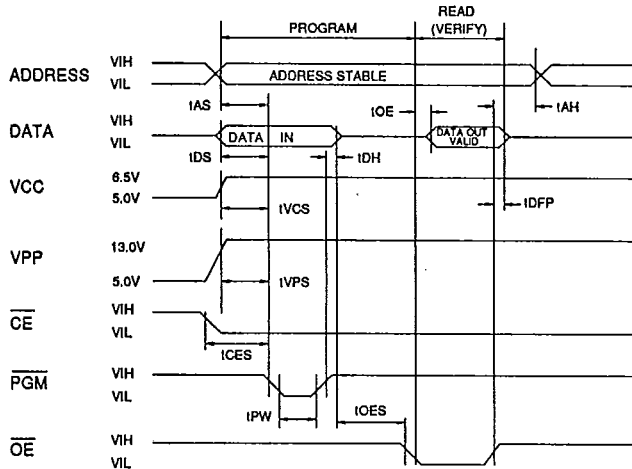 PROGRAM
READ
(VERIFY)
ADDRESS
VIH
VIL
ADDRESS STABLE
tAS
tOE
tAH
DATA
VIH
VIL
DATA IN
DATA OUT
VALID
tDS
tDH
VCC
6.5V
5.0V
tVCS
tDFP
VPP
13.0V
5.0V
tVPS
CE
VIH
VIL
tCES
PGM
VIH
VIL
tPW
tOES
OE
VIH
VIL